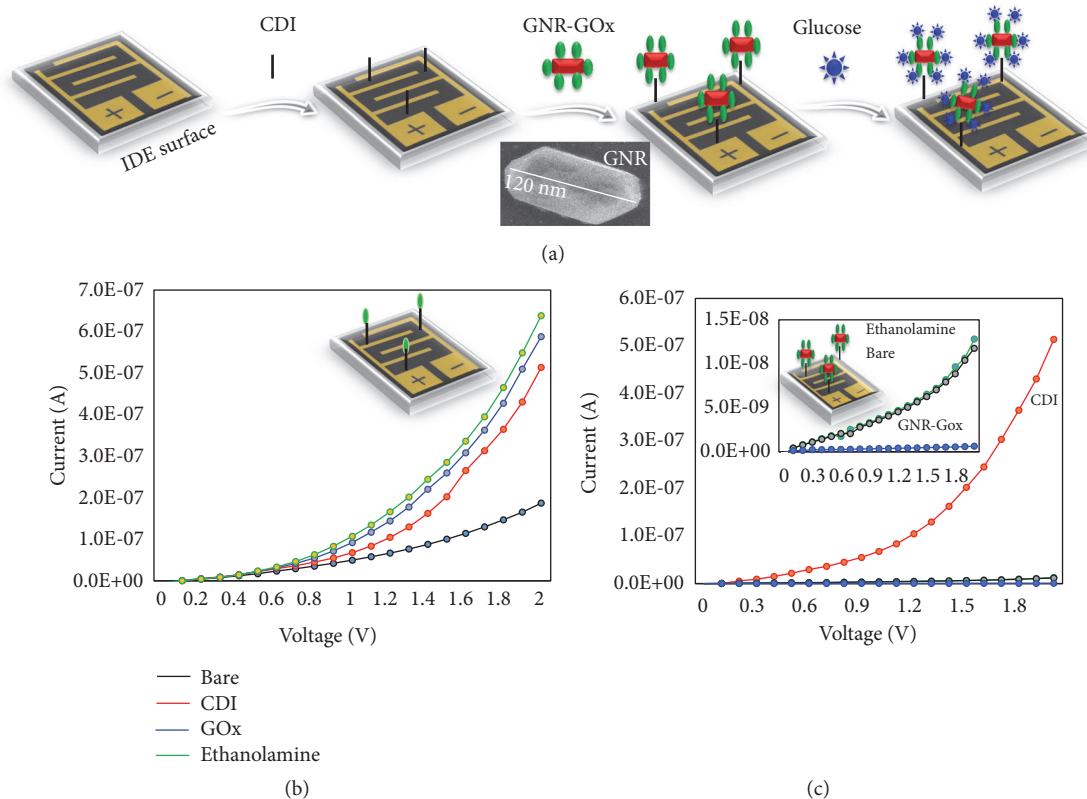 CDI
GNR-GOx
Glucose
IDE surface
+
−
+
−
+
−
+
−
GNR
120 nm
(a)
7.0E-07
6.0E-07
5.0E-07
4.0E-07
3.0E-07
2.0E-07
1.0E-07
0.0E+00
Current (A)
+
−
0 0.2 0.4 0.6 0.8 1 1.2 1.4 1.6 1.8 2
Voltage (V)
Bare
CDI
GOx
Ethanolamine
(b)
6.0E-07
5.0E-07
4.0E-07
3.0E-07
2.0E-07
1.0E-07
0.0E+00
Current (A)
1.5E-08
1.0E-08
5.0E-09
0.0E+00
Ethanolamine
Bare
GNR-Gox
+
−
0 0.3 0.6 0.9 1.2 1.5 1.8
CDI
0 0.3 0.6 0.9 1.2 1.5 1.8
Voltage (V)
(c)